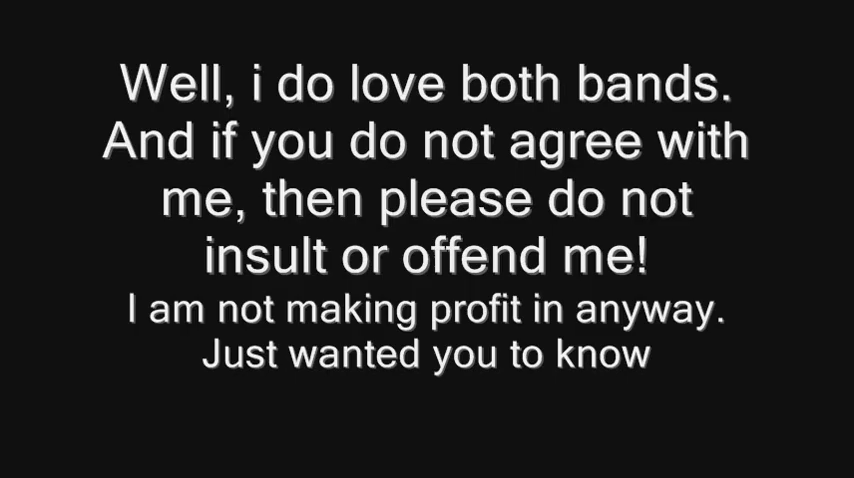 Well, i do love both bands.
And if you do not agree with
me, then please do not
insult or offend me!
I am not making profit in anyway.
Just wanted you to know